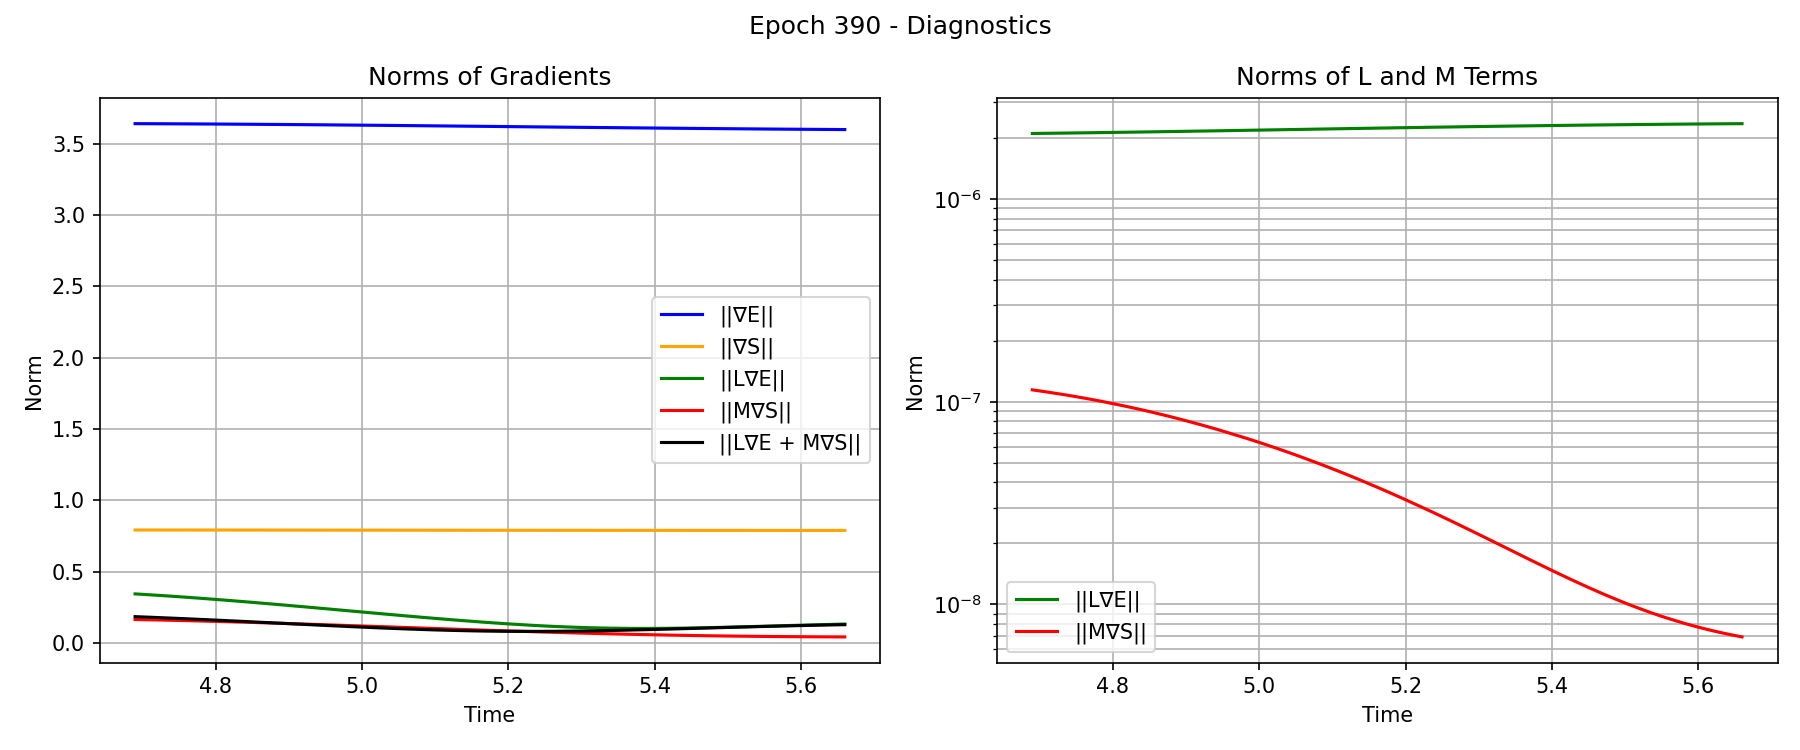 Epoch 390 - Diagnostics
Norms of Gradients
3.5
3.0
2.5
2.0
1.5
1.0
0.5
0.0
Norm
||∇E||
||∇S||
||L∇E||
||M∇S||
||L∇E + M∇S||
4.8 5.0 5.2 5.4 5.6
Time
Norms of L and M Terms
10⁻⁶
10⁻⁷
10⁻⁸
Norm
||L∇E||
||M∇S||
4.8 5.0 5.2 5.4 5.6
Time